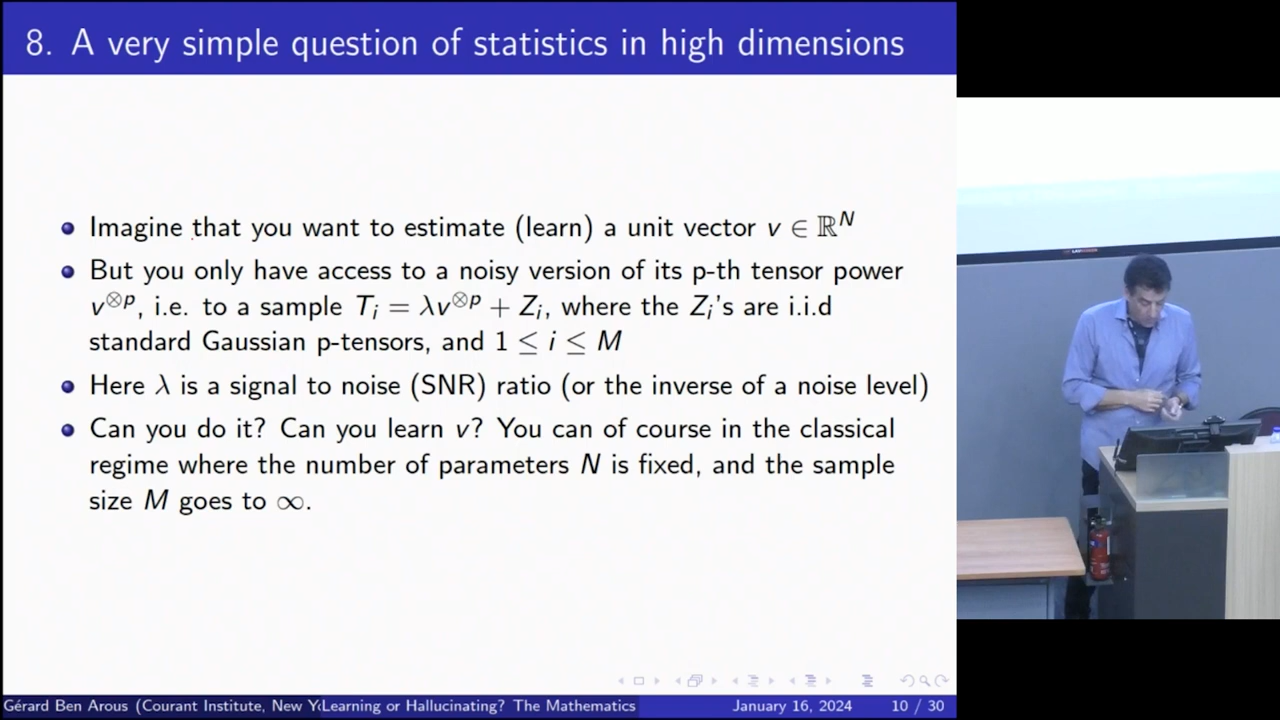 8. A very simple question of statistics in high dimensions
Imagine that you want to estimate (learn) a unit vector v ∈ ℝᴺ
But you only have access to a noisy version of its p-th tensor power
v⊗ᵖ, i.e. to a sample Tᵢ = λv⊗ᵖ + Zᵢ, where the Zᵢ's are i.i.d
standard Gaussian p-tensors, and 1 ≤ i ≤ M
Here λ is a signal to noise (SNR) ratio (or the inverse of a noise level)
Can you do it? Can you learn v? You can of course in the classical
regime where the number of parameters N is fixed, and the sample
size M goes to ∞.
Gérard Ben Arous (Courant Institute, New Y Learning or Hallucinating? The Mathematics January 16, 2024 10 / 30